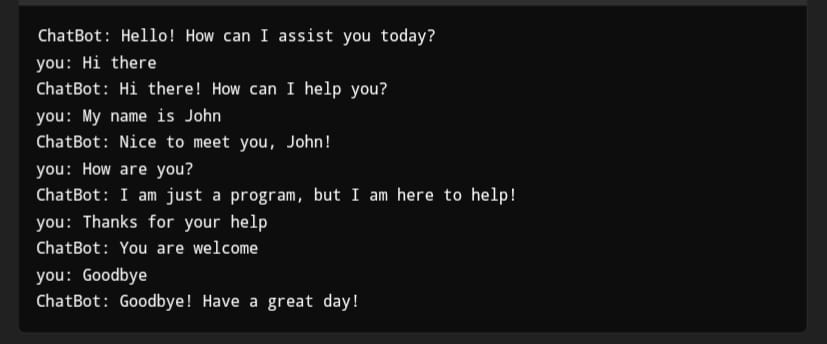 ChatBot: Hello! How can I assist you today?
you: Hi there
ChatBot: Hi there! How can I help you?
you: My name is John
ChatBot: Nice to meet you, John!
you: How are you?
ChatBot: I am just a program, but I am here to help!
you: Thanks for your help
ChatBot: You are welcome
you: Goodbye
ChatBot: Goodbye! Have a great day!